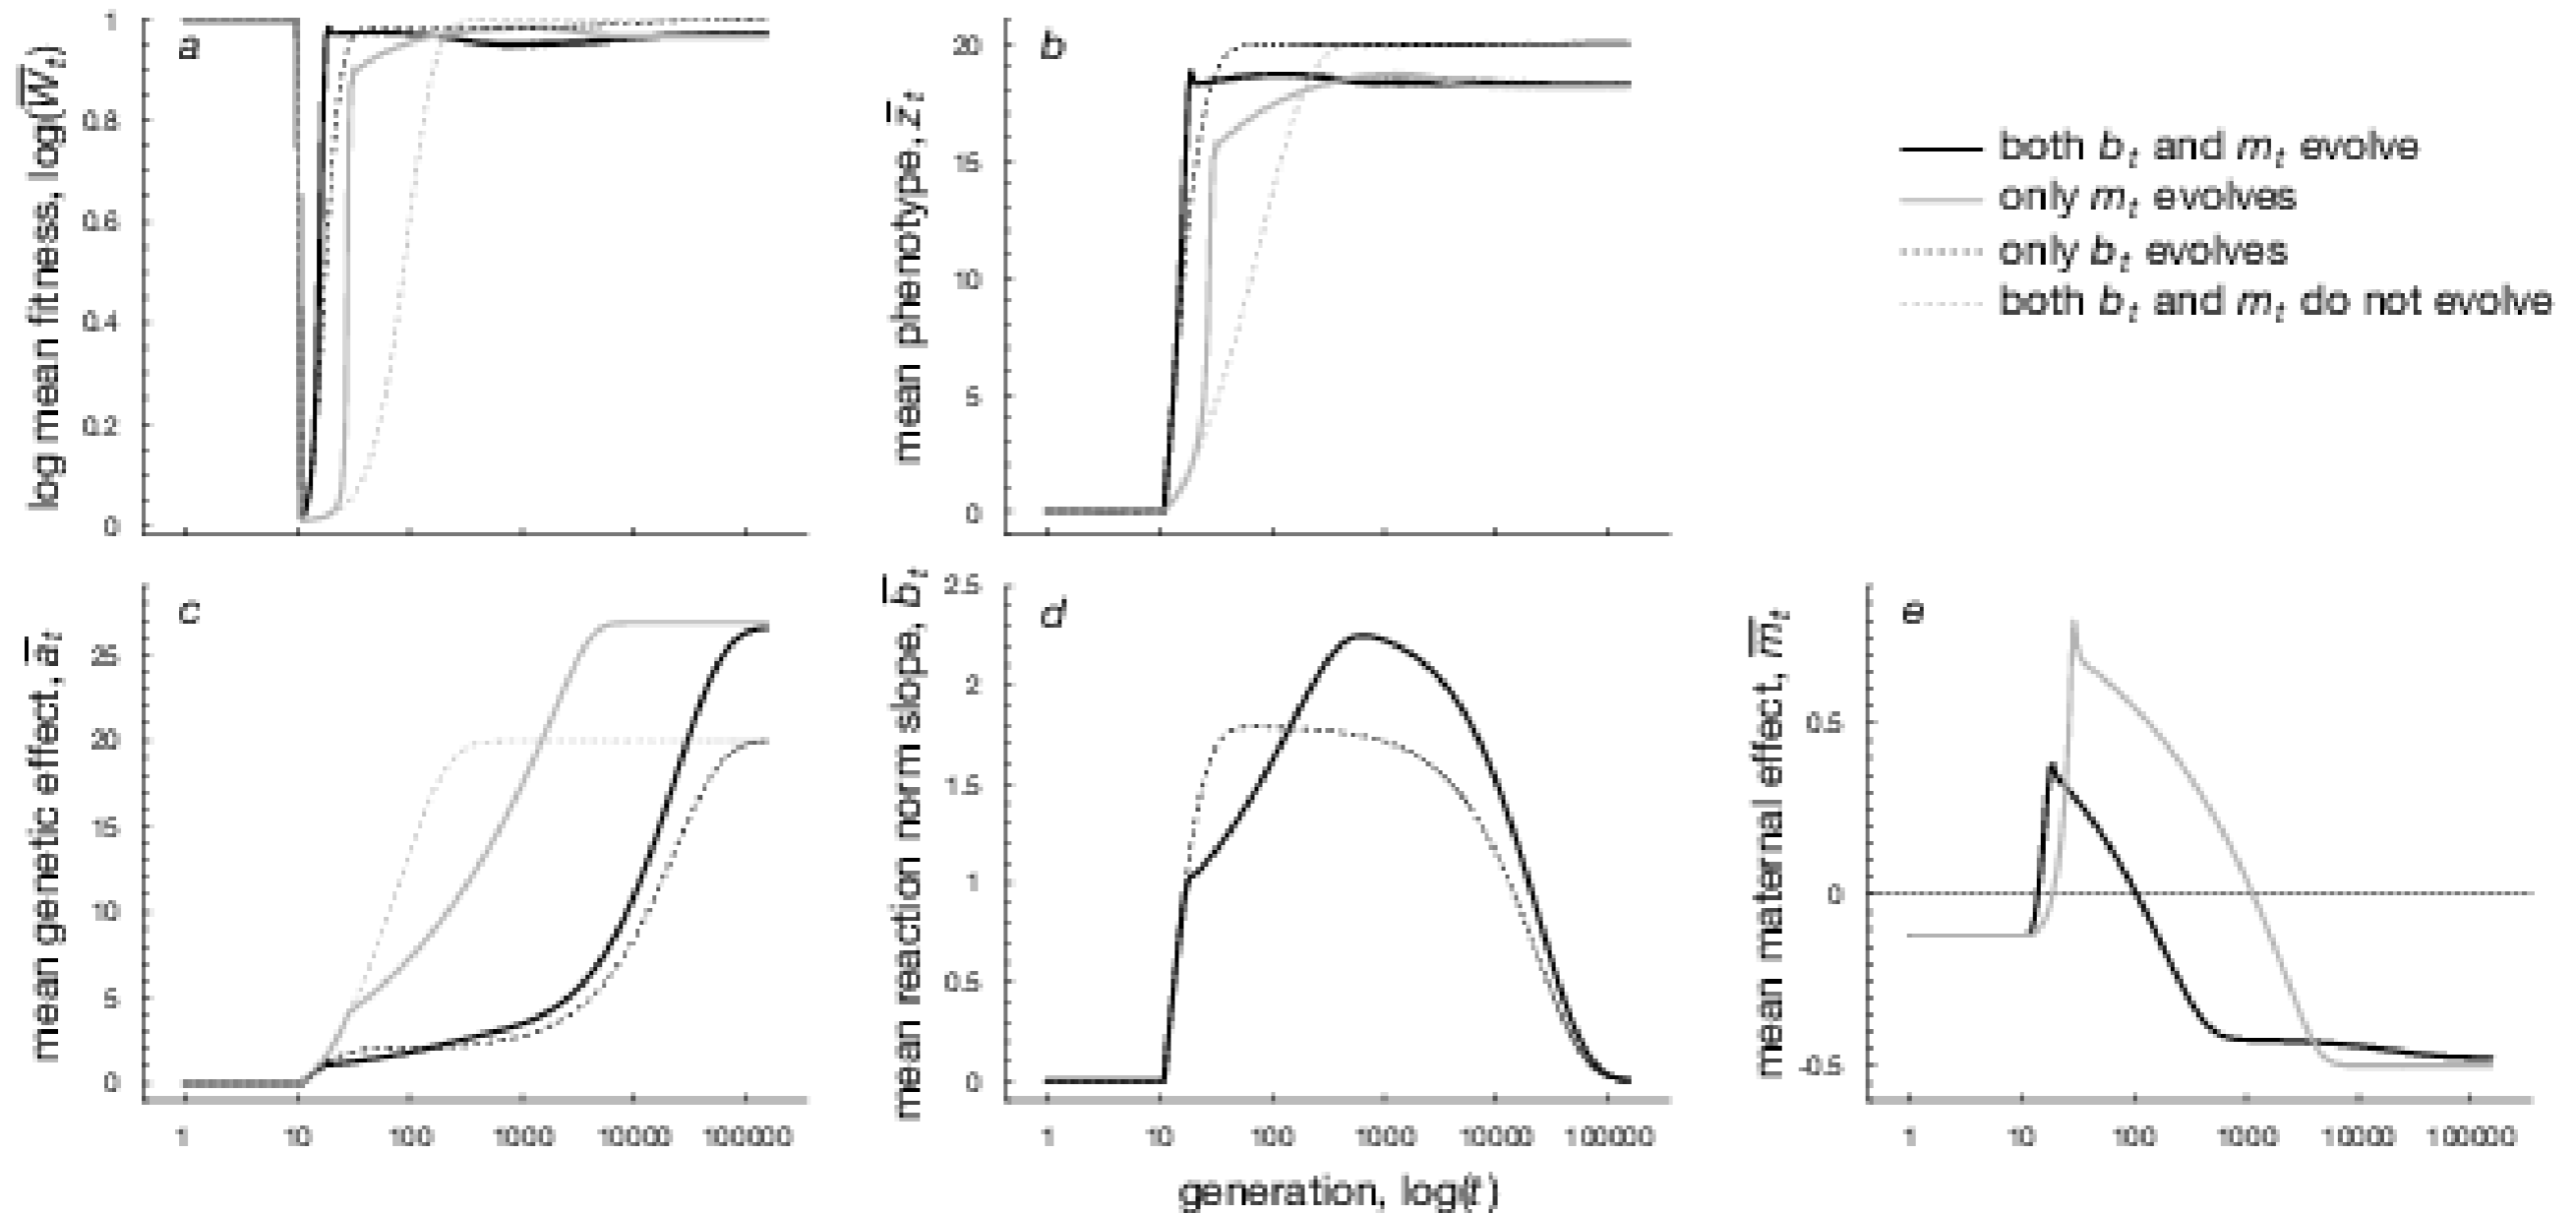 log mean fitness, log(W̄t)
1
0.8
0.6
0.4
0.2
0
a
mean phenotype, z̄t
20
15
10
5
0
b
both bt and mt evolve
only mt evolves
only bt evolves
both bt and mt do not evolve
mean genetic effect, āt
25
20
15
10
5
0
c
1 10 100 1000 10000 100000
mean reaction norm slope, b̄t
2.5
2
1.5
1
0.5
0
d
1 10 100 1000 10000 100000
mean maternal effect, m̄t
0.5
0
-0.5
e
1 10 100 1000 10000 100000
generation, log(t)